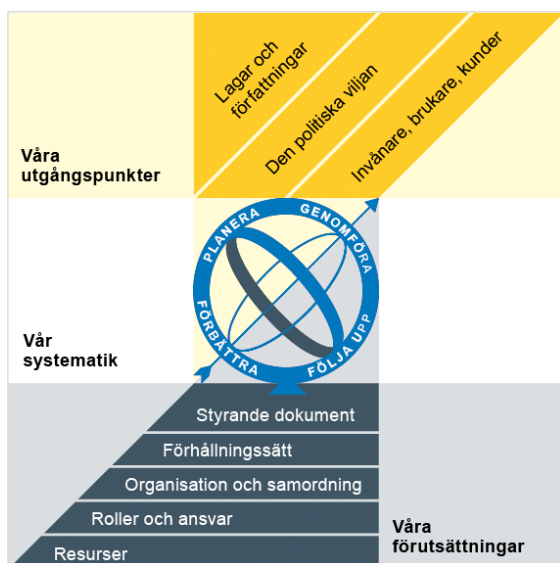 Lagar och
författningar
Den politiska viljan
Invånare, brukare, kunder
Våra
utgångspunkter
PLANERA
GENOMFÖRA
FÖLJA UPP
FÖRBÄTTRA
Vår
systematik
Styrande dokument
Förhållningssätt
Organisation och samordning
Roller och ansvar
Resurser
Våra
förutsättningar